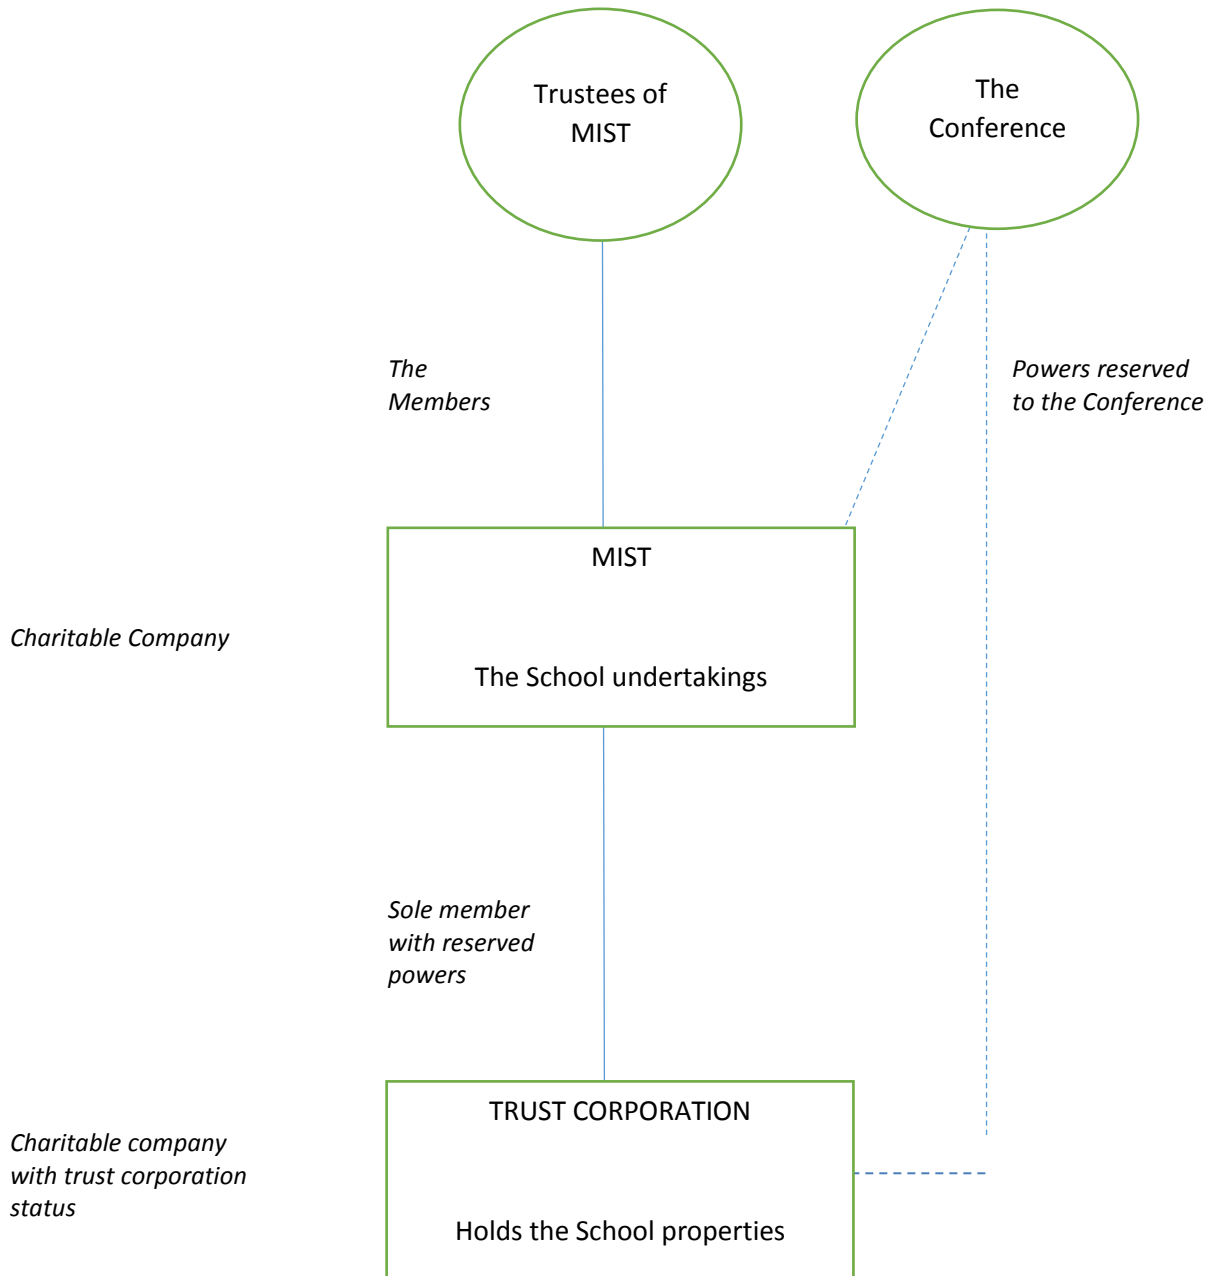 Trustees of
MIST
The
Conference
The
Members
Powers reserved
to the Conference
MIST
Charitable Company
The School undertakings
Sole member
with reserved
powers
TRUST CORPORATION
Charitable company
with trust corporation
status
Holds the School properties